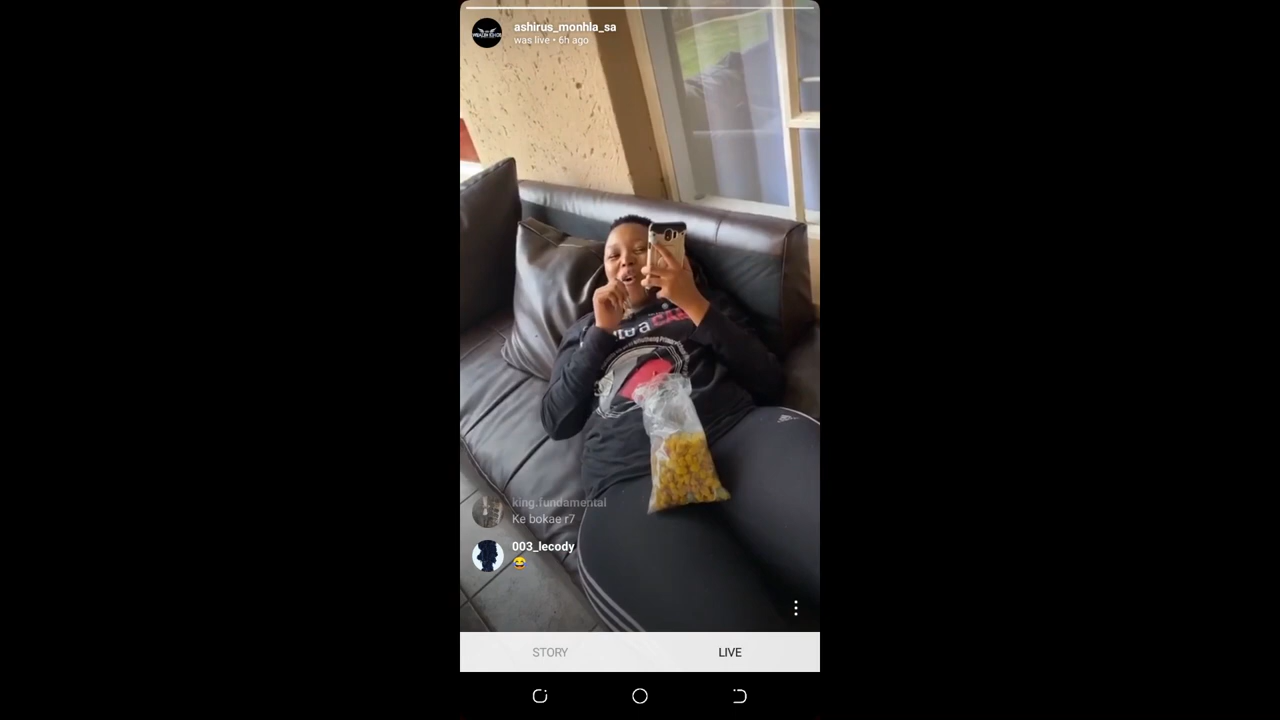 ashirus_monhla_sa
was live • 6h ago
king.fundamental
Ke bokae r7
003_lecody
😂
STORY
LIVE